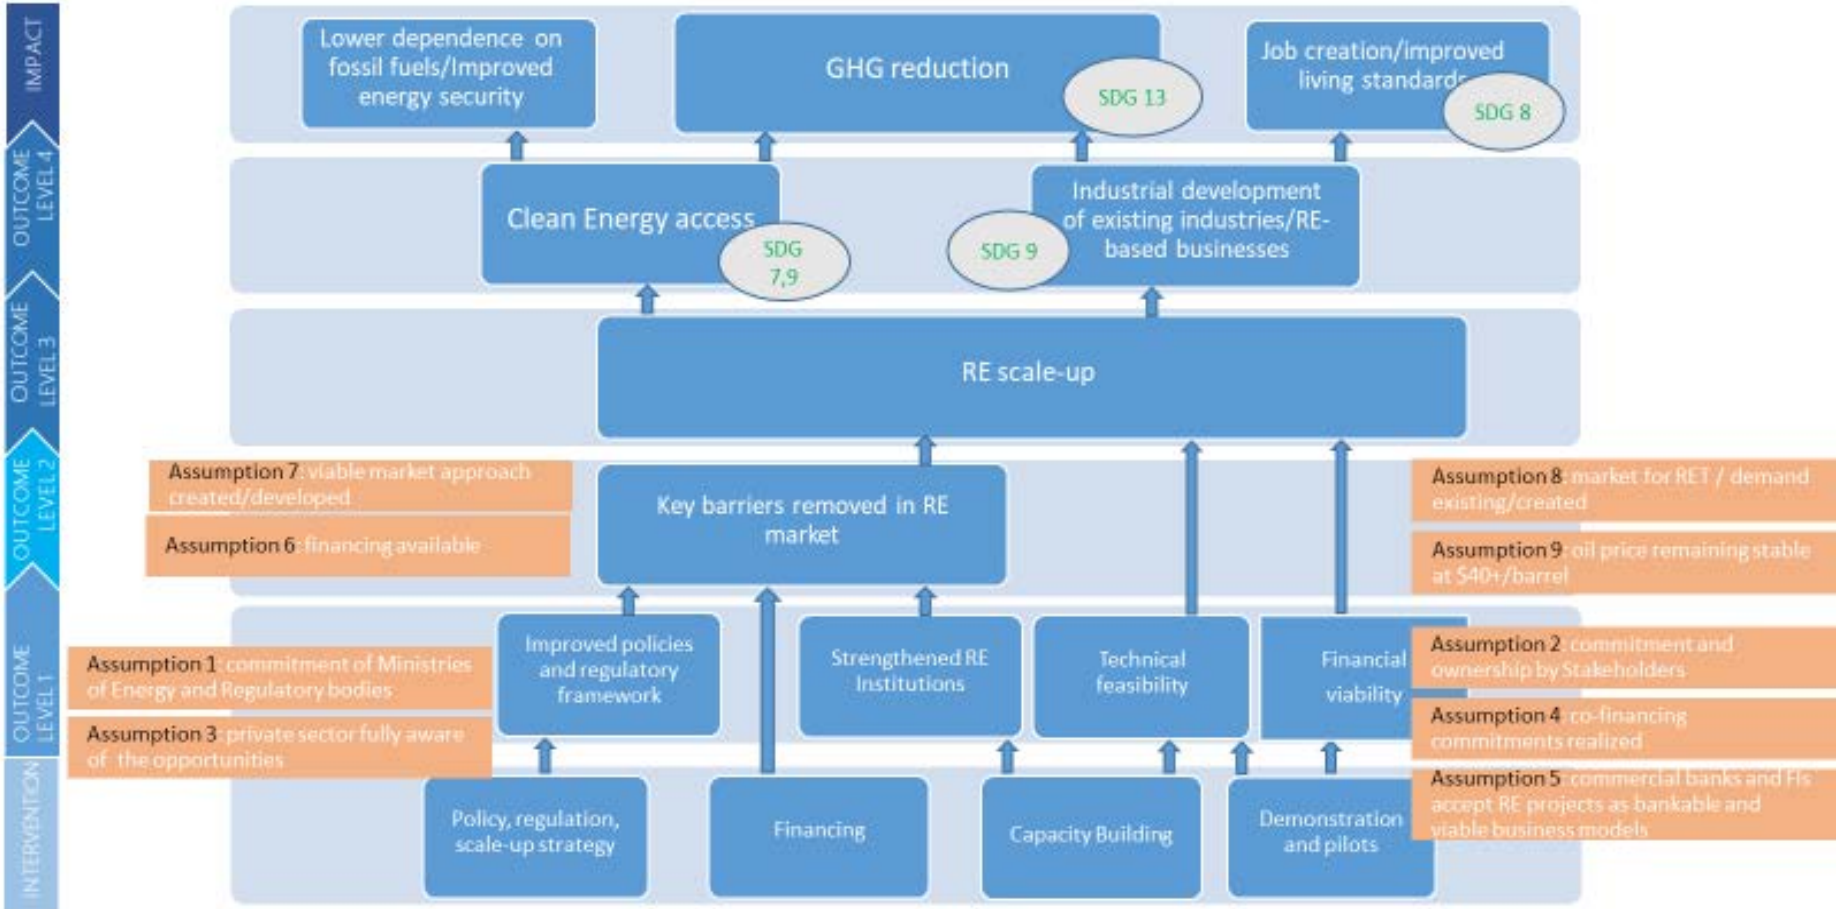 IMPACT
Lower dependence on
fossil fuels/Improved
energy security
GHG reduction
SDG 13
Job creation/improved
living standards
SDG 8
OUTCOME
LEVEL 4
Clean Energy access
SDG
7,9
SDG 9
Industrial development
of existing industries/RE-
based businesses
OUTCOME
LEVEL 3
RE scale-up
OUTCOME
LEVEL 2
Assumption 7: viable market approach
created/developed
Assumption 6: financing available
Key barriers removed in RE
market
Assumption 8: market for RET / demand
existing/created
Assumption 9: oil price remaining stable
at $40+/barrel
OUTCOME
LEVEL 1
Assumption 1: commitment of Ministries
of Energy and Regulatory bodies
Assumption 3: private sector fully aware
of the opportunities
Improved policies
and regulatory
framework
Strengthened RE
Institutions
Technical
feasibility
Financial
viability
Assumption 2: commitment and
ownership by Stakeholders
Assumption 4: co-financing
commitments realized
Assumption 5: commercial banks and FIs
accept RE projects as bankable and
viable business models
INTERVENTION
Policy, regulation,
scale-up strategy
Financing
Capacity Building
Demonstration
and pilots